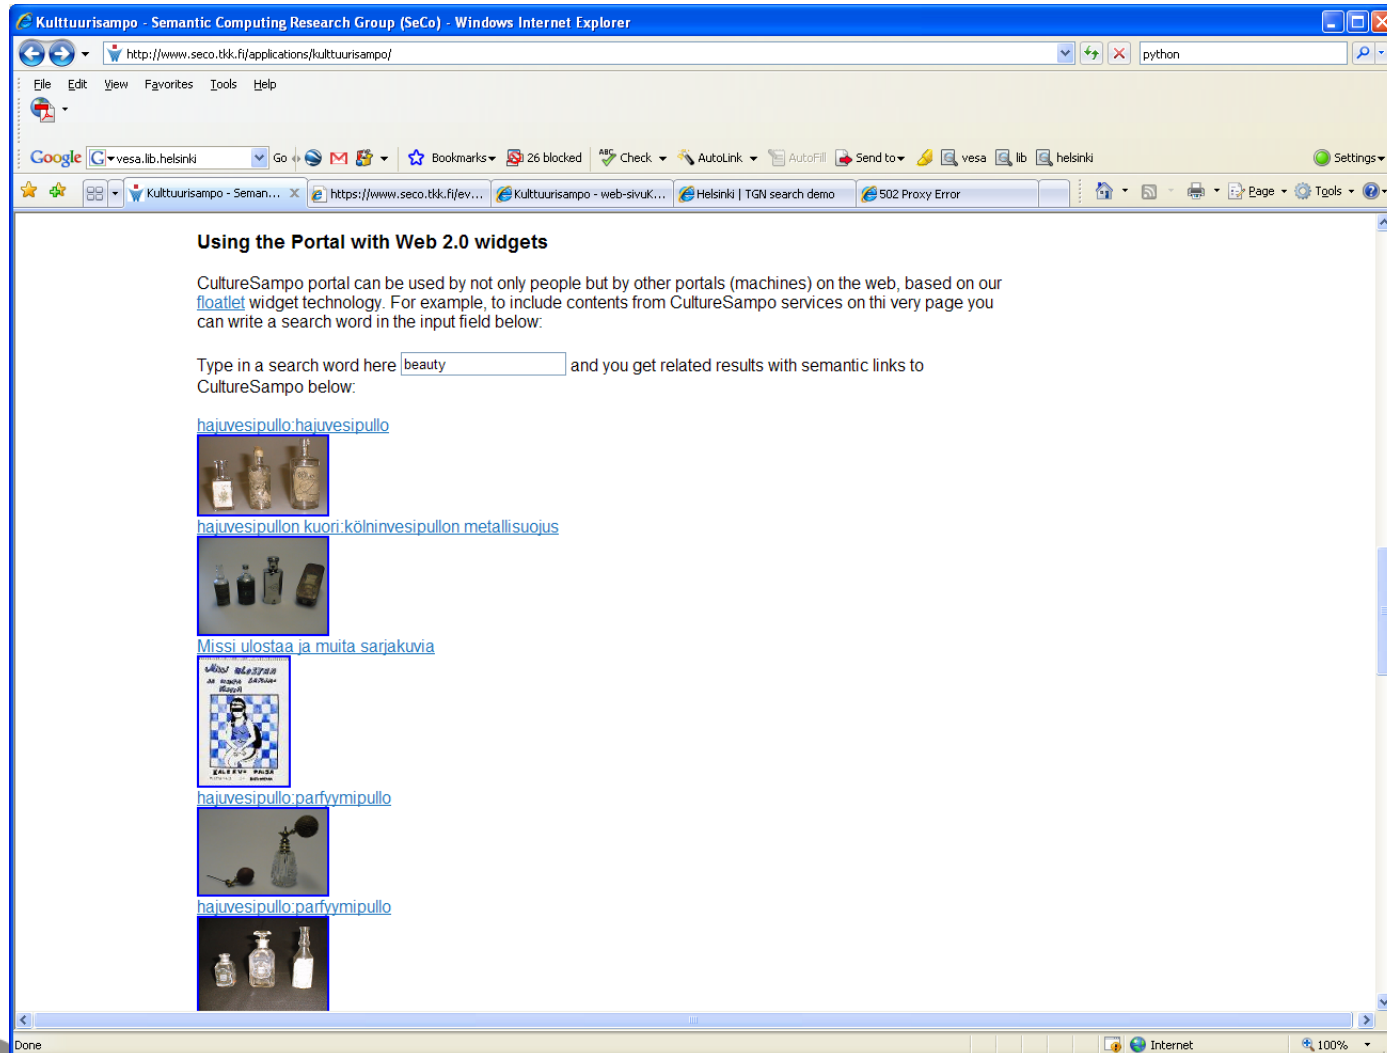 Kulttuurisampo - Semantic Computing Research Group (SeCo) - Windows Internet Explorer
http://www.seco.tkk.fi/applications/kulttuurisampo/ python
File Edit View Favorites Tools Help
Google G vesa.lib.helsinki Go Bookmarks 26 blocked ABC Check AutoLink AutoFill Send to vesa lib helsinki Settings
Kulttuurisampo - Seman... X https://www.seco.tkk.fi/ev... Kulttuurisampo - web-sivuK... Helsinki | TGN search demo 502 Proxy Error Page Tools
Using the Portal with Web 2.0 widgets
CultureSampo portal can be used by not only people but by other portals (machines) on the web, based on our
floatlet widget technology. For example, to include contents from CultureSampo services on thi very page you
can write a search word in the input field below:
Type in a search word here beauty and you get related results with semantic links to
CultureSampo below:
hajuvesipullo:hajuvesipullo
hajuvesipullon kuori:kölninvesipullon metallisuojus
Missi ulostaa ja muita sarjakuvia
Missi ulostaa
KALERVO PALSA
hajuvesipullo:parfyymipullo
hajuvesipullo:parfyymipullo
Done Internet 100%